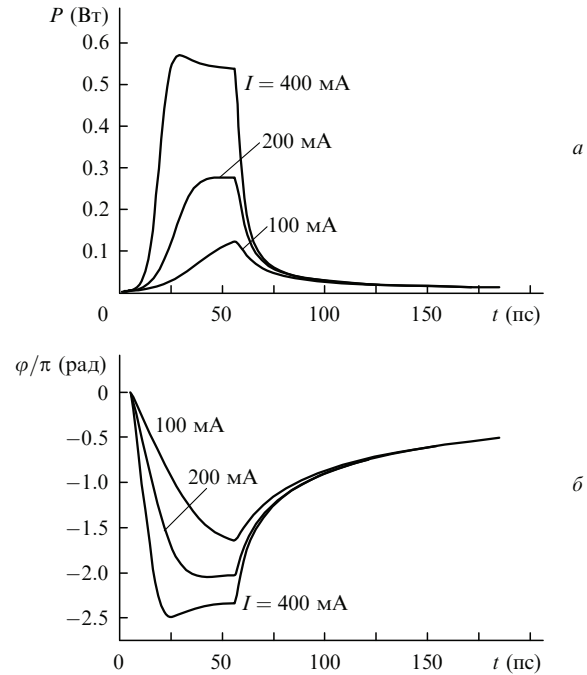 P (Вт)
0.6
I = 400 мА
0.5
а
0.4
200 мА
0.3
100 мА
0.2
0.1
0
0 50 100 150 t (пс)
φ/π (рад)
0
100 мА
−0.5
200 мА
−1.0
б
−1.5
−2.0
I = 400 мА
−2.5
0 50 100 150 t (пс)